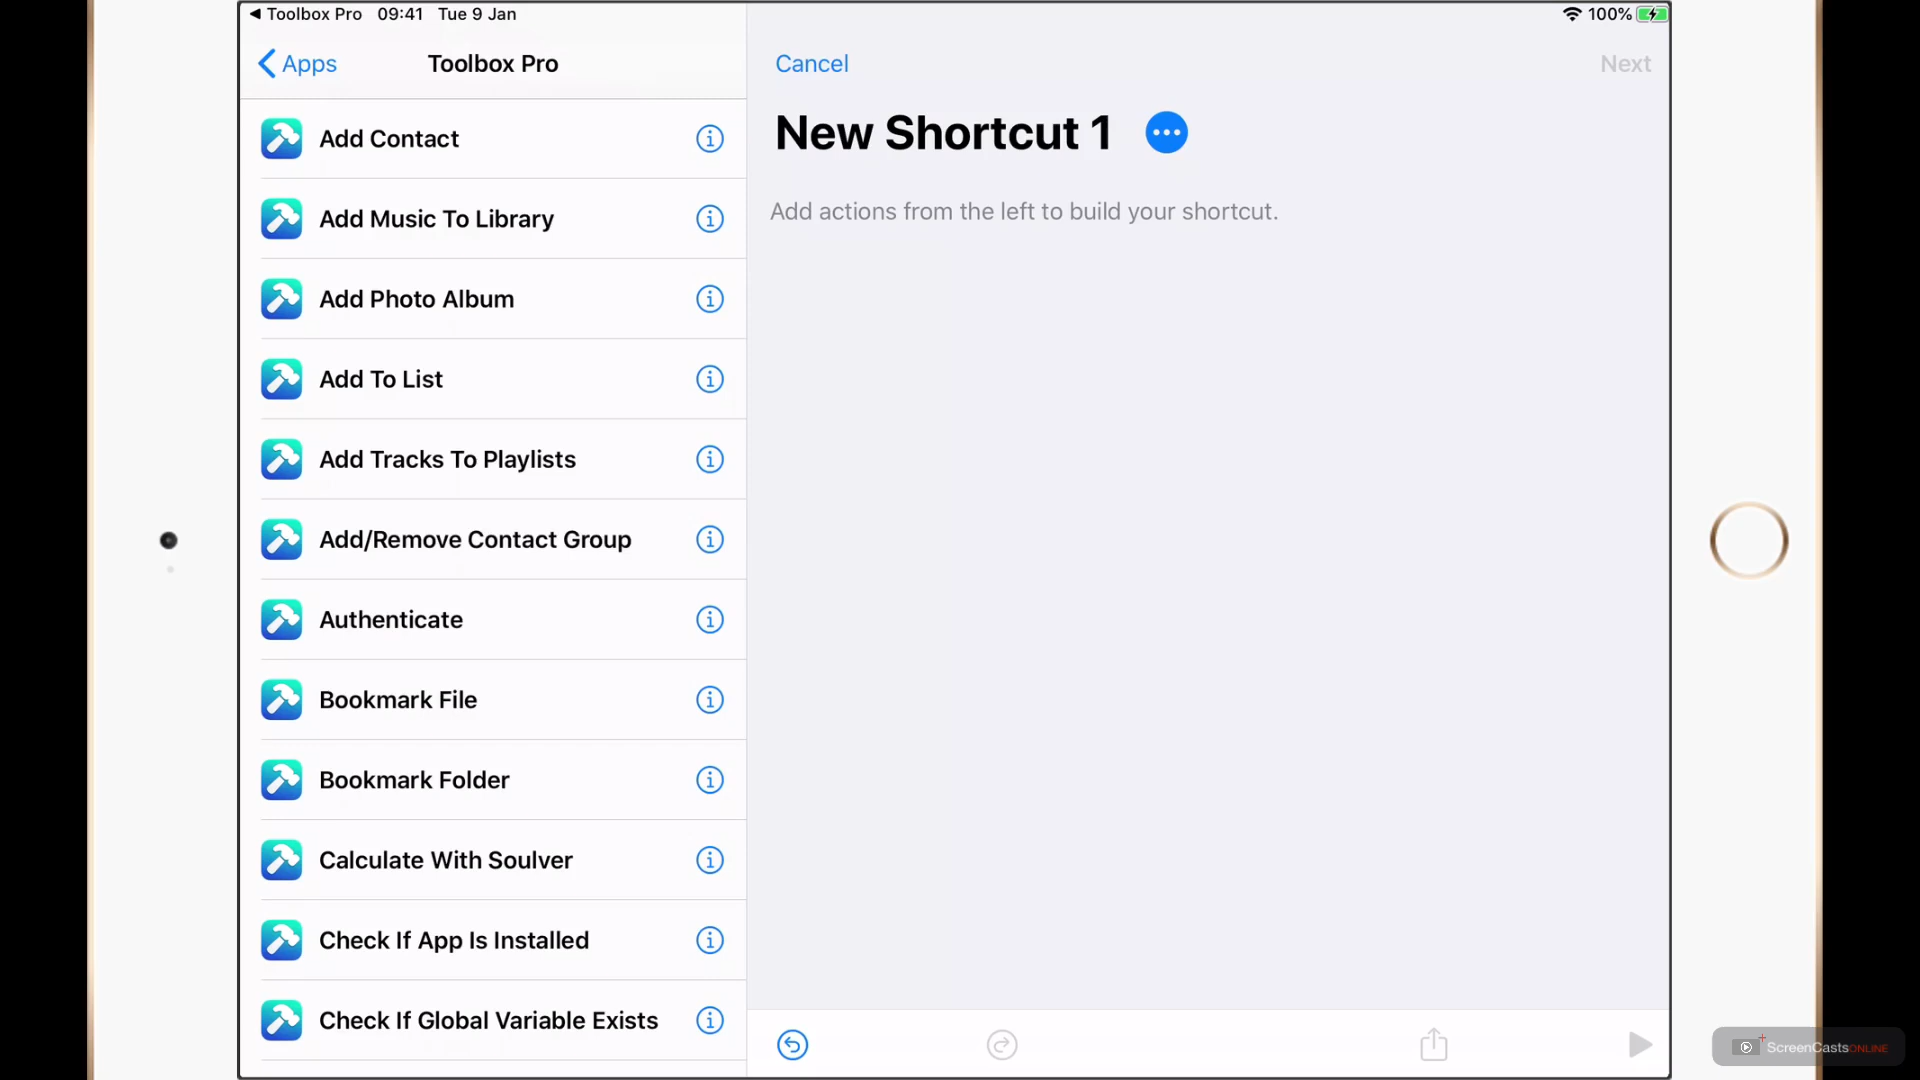 Toolbox Pro 09:41 Tue 9 Jan
100%
Apps
Toolbox Pro
Cancel
Next
Add Contact
Add Music To Library
Add Photo Album
Add To List
Add Tracks To Playlists
Add/Remove Contact Group
Authenticate
Bookmark File
Bookmark Folder
Calculate With Soulver
Check If App Is Installed
Check If Global Variable Exists
New Shortcut 1
Add actions from the left to build your shortcut.
ScreenCastsONLINE